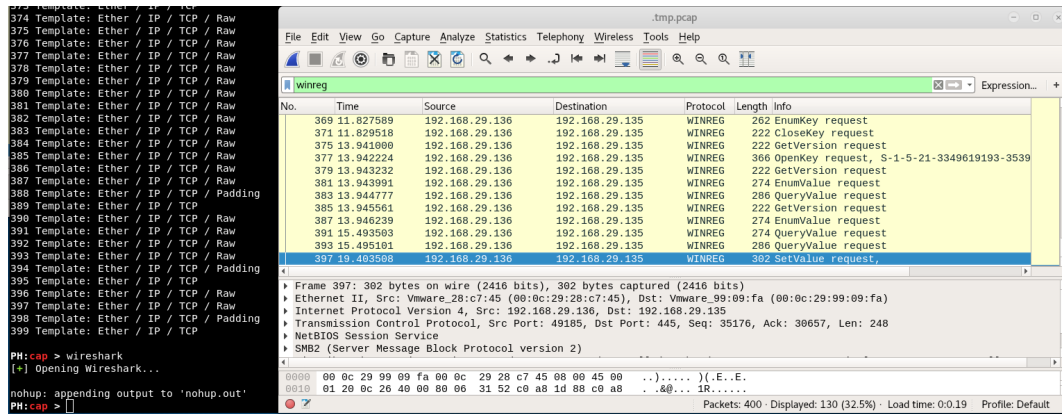 373 Template: Ether / IP / TCP
374 Template: Ether / IP / TCP / Raw
375 Template: Ether / IP / TCP / Raw
376 Template: Ether / IP / TCP / Raw
377 Template: Ether / IP / TCP / Raw
378 Template: Ether / IP / TCP / Raw
379 Template: Ether / IP / TCP / Raw
380 Template: Ether / IP / TCP / Raw
381 Template: Ether / IP / TCP / Raw
382 Template: Ether / IP / TCP / Raw
383 Template: Ether / IP / TCP / Raw
384 Template: Ether / IP / TCP / Raw
385 Template: Ether / IP / TCP / Raw
386 Template: Ether / IP / TCP / Raw
387 Template: Ether / IP / TCP / Raw
388 Template: Ether / IP / TCP / Padding
389 Template: Ether / IP / TCP
390 Template: Ether / IP / TCP / Raw
391 Template: Ether / IP / TCP / Raw
392 Template: Ether / IP / TCP / Raw
393 Template: Ether / IP / TCP / Raw
394 Template: Ether / IP / TCP / Padding
395 Template: Ether / IP / TCP
396 Template: Ether / IP / TCP / Raw
397 Template: Ether / IP / TCP / Raw
398 Template: Ether / IP / TCP / Padding
399 Template: Ether / IP / TCP
PH:cap > wireshark
[+] Opening Wireshark...
nohup: appending output to 'nohup.out'
PH:cap >
.tmp.pcap
File Edit View Go Capture Analyze Statistics Telephony Wireless Tools Help
winreg Expression... +
No. Time Source Destination Protocol Length Info
369 11.827589 192.168.29.136 192.168.29.135 WINREG 262 EnumKey request
371 11.829518 192.168.29.136 192.168.29.135 WINREG 222 CloseKey request
375 13.941000 192.168.29.136 192.168.29.135 WINREG 222 GetVersion request
377 13.942224 192.168.29.136 192.168.29.135 WINREG 366 OpenKey request, S-1-5-21-3349619193-3539
379 13.943232 192.168.29.136 192.168.29.135 WINREG 222 GetVersion request
381 13.943991 192.168.29.136 192.168.29.135 WINREG 274 EnumValue request
383 13.944777 192.168.29.136 192.168.29.135 WINREG 286 QueryValue request
385 13.945561 192.168.29.136 192.168.29.135 WINREG 222 GetVersion request
387 13.946239 192.168.29.136 192.168.29.135 WINREG 274 EnumValue request
391 15.493503 192.168.29.136 192.168.29.135 WINREG 274 QueryValue request
393 15.495101 192.168.29.136 192.168.29.135 WINREG 286 QueryValue request
397 19.403508 192.168.29.136 192.168.29.135 WINREG 302 SetValue request,
Frame 397: 302 bytes on wire (2416 bits), 302 bytes captured (2416 bits)
Ethernet II, Src: Vmware_28:c7:45 (00:0c:29:28:c7:45), Dst: Vmware_99:09:fa (00:0c:29:99:09:fa)
Internet Protocol Version 4, Src: 192.168.29.136, Dst: 192.168.29.135
Transmission Control Protocol, Src Port: 49185, Dst Port: 445, Seq: 35176, Ack: 30657, Len: 248
NetBIOS Session Service
SMB2 (Server Message Block Protocol version 2)
0000 00 0c 29 99 09 fa 00 0c 29 28 c7 45 08 00 45 00 ..)..... )(.E..E.
0010 01 20 0c 26 40 00 80 06 31 52 c0 a8 1d 88 c0 a8 . .&@... 1R......
Packets: 400 · Displayed: 130 (32.5%) · Load time: 0:0.19 Profile: Default